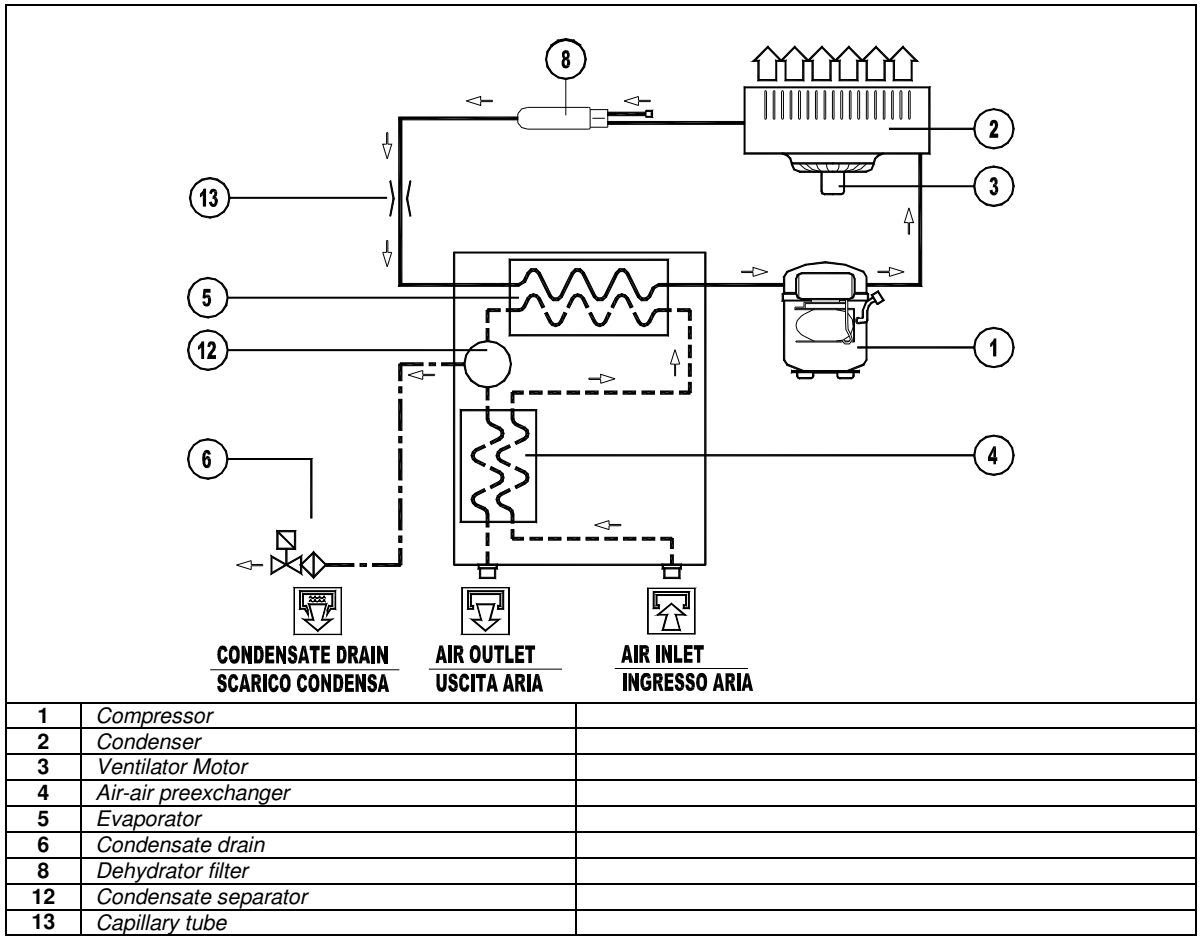 8
2
3
13
5
12
1
6
4
CONDENSATE DRAIN
SCARICO CONDENSA
AIR OUTLET
USCITA ARIA
AIR INLET
INGRESSO ARIA
1 Compressor
2 Condenser
3 Ventilator Motor
4 Air-air preexchanger
5 Evaporator
6 Condensate drain
8 Dehydrator filter
12 Condensate separator
13 Capillary tube